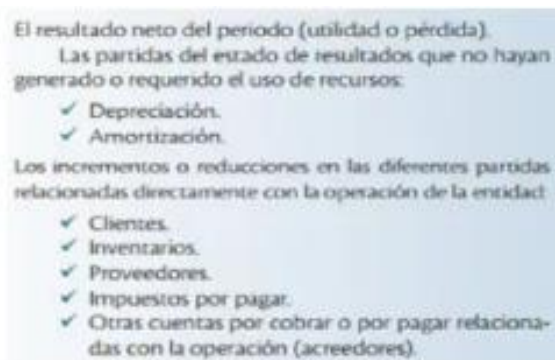 El resultado neto del periodo (utilidad o pérdida).
Las partidas del estado de resultados que no hayan
generado o requerido el uso de recursos:
✓ Depreciación.
✓ Amortización.
Los incrementos o reducciones en las diferentes partidas
relacionadas directamente con la operación de la entidad:
✓ Clientes.
✓ Inventarios.
✓ Proveedores.
✓ Impuestos por pagar.
✓ Otras cuentas por cobrar o por pagar relaciona-
das con la operación (acreedores).